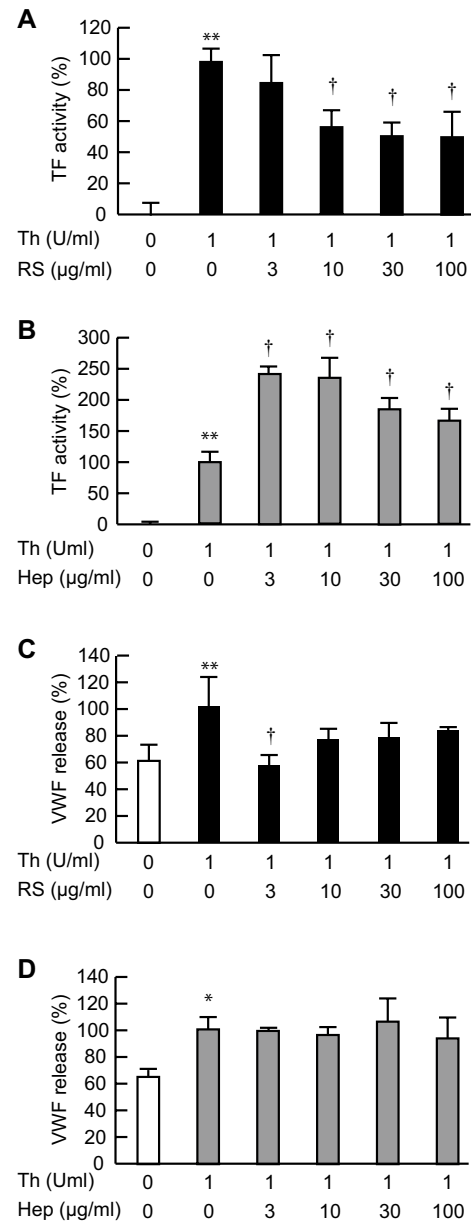 A
120
100
80
60
40
20
0
TF activity (%)
**
†
†
†
Th (U/ml) 0 1 1 1 1 1
RS (µg/ml) 0 0 3 10 30 100
B
300
250
200
150
100
50
0
TF activity (%)
**
†
†
†
†
Th (Uml) 0 1 1 1 1 1
Hep (µg/ml) 0 0 3 10 30 100
C
140
120
100
80
60
40
20
0
VWF release (%)
**
†
Th (U/ml) 0 1 1 1 1 1
RS (µg/ml) 0 0 3 10 30 100
D
140
120
100
80
60
40
20
0
VWF release (%)
*
Th (Uml) 0 1 1 1 1 1
Hep (µg/ml) 0 0 3 10 30 100